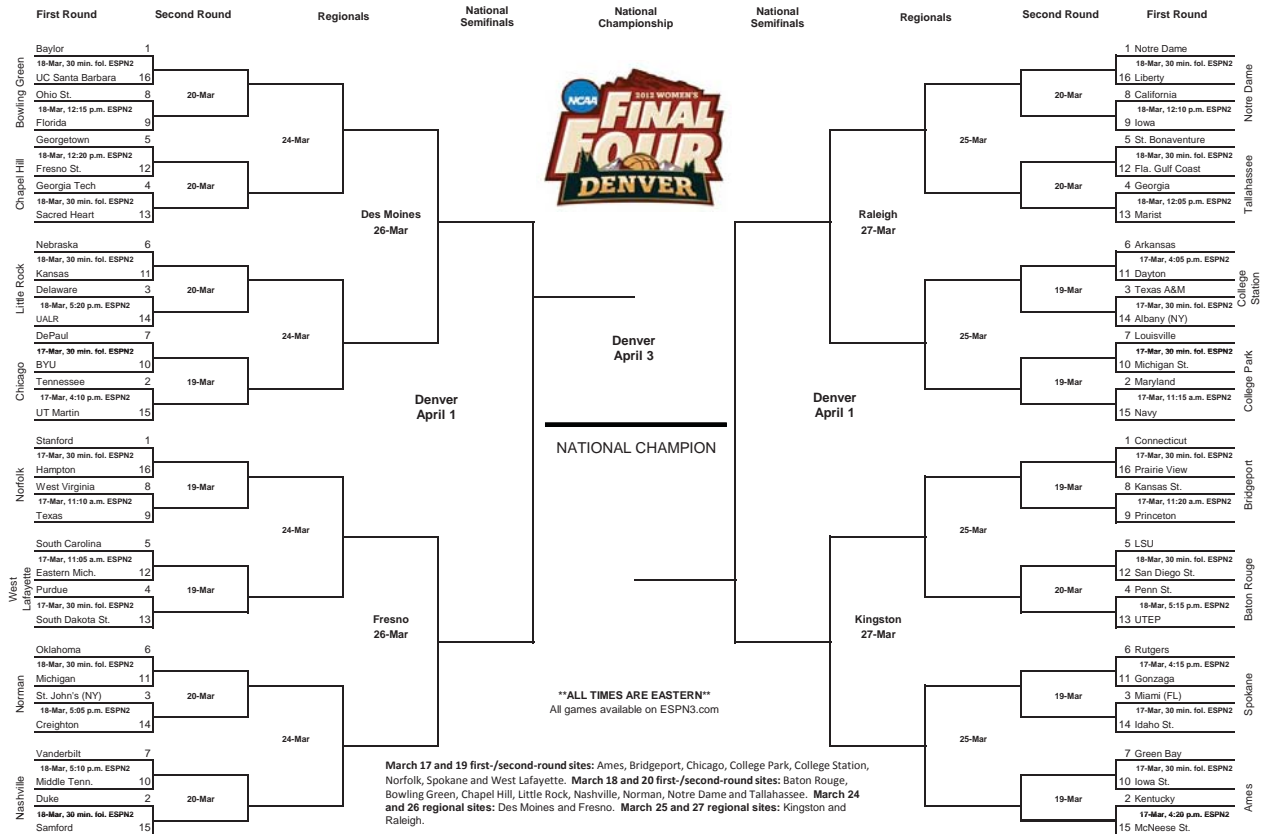 First Round
Second Round
Regionals
National
Semifinals
National
Championship
National
Semifinals
Regionals
Second Round
First Round
Bowling Green
Baylor 1
18-Mar, 30 min. fol. ESPN2
UC Santa Barbara 16
20-Mar
Ohio St. 8
18-Mar, 12:15 p.m. ESPN2
Florida 9
24-Mar
Chapel Hill
Georgetown 5
18-Mar, 12:20 p.m. ESPN2
Fresno St. 12
20-Mar
Georgia Tech 4
18-Mar, 30 min. fol. ESPN2
Sacred Heart 13
Des Moines
26-Mar
Little Rock
Nebraska 6
18-Mar, 30 min. fol. ESPN2
Kansas 11
20-Mar
Delaware 3
18-Mar, 5:20 p.m. ESPN2
UALR 14
24-Mar
Chicago
DePaul 7
17-Mar, 30 min. fol. ESPN2
BYU 10
19-Mar
Tennessee 2
17-Mar, 4:10 p.m. ESPN2
UT Martin 15
Denver
April 1
Norfolk
Stanford 1
17-Mar, 30 min. fol. ESPN2
Hampton 16
19-Mar
West Virginia 8
17-Mar, 11:10 a.m. ESPN2
Texas 9
24-Mar
West
Lafayette
South Carolina 5
17-Mar, 11:05 a.m. ESPN2
Eastern Mich. 12
19-Mar
Purdue 4
17-Mar, 30 min. fol. ESPN2
South Dakota St. 13
Fresno
26-Mar
Norman
Oklahoma 6
18-Mar, 30 min. fol. ESPN2
Michigan 11
20-Mar
St. John's (NY) 3
18-Mar, 5:05 p.m. ESPN2
Creighton 14
24-Mar
Nashville
Vanderbilt 7
18-Mar, 5:10 p.m. ESPN2
Middle Tenn. 10
20-Mar
Duke 2
18-Mar, 30 min. fol. ESPN2
Samford 15
NCAA
2012 WOMEN'S
FINAL
FOUR
DENVER
Denver
April 3
NATIONAL CHAMPION
**ALL TIMES ARE EASTERN**
All games available on ESPN3.com
March 17 and 19 first-/second-round sites: Ames, Bridgeport, Chicago, College Park, College Station,
Norfolk, Spokane and West Lafayette. March 18 and 20 first-/second-round sites: Baton Rouge,
Bowling Green, Chapel Hill, Little Rock, Nashville, Norman, Notre Dame and Tallahassee. March 24
and 26 regional sites: Des Moines and Fresno. March 25 and 27 regional sites: Kingston and
Raleigh.
1 Notre Dame
18-Mar, 30 min. fol. ESPN2
16 Liberty
20-Mar
8 California
18-Mar, 12:10 p.m. ESPN2
9 Iowa
Notre Dame
25-Mar
5 St. Bonaventure
18-Mar, 30 min. fol. ESPN2
12 Fla. Gulf Coast
20-Mar
4 Georgia
18-Mar, 12:05 p.m. ESPN2
13 Marist
Tallahassee
Raleigh
27-Mar
6 Arkansas
17-Mar, 4:05 p.m. ESPN2
11 Dayton
19-Mar
3 Texas A&M
17-Mar, 30 min. fol. ESPN2
14 Albany (NY)
College
Station
25-Mar
7 Louisville
17-Mar, 30 min. fol. ESPN2
10 Michigan St.
19-Mar
2 Maryland
17-Mar, 11:15 a.m. ESPN2
15 Navy
College Park
Denver
April 1
1 Connecticut
17-Mar, 30 min. fol. ESPN2
16 Prairie View
19-Mar
8 Kansas St.
17-Mar, 11:20 a.m. ESPN2
9 Princeton
Bridgeport
25-Mar
5 LSU
18-Mar, 30 min. fol. ESPN2
12 San Diego St.
20-Mar
4 Penn St.
18-Mar, 5:15 p.m. ESPN2
13 UTEP
Baton Rouge
Kingston
27-Mar
6 Rutgers
17-Mar, 4:15 p.m. ESPN2
11 Gonzaga
19-Mar
3 Miami (FL)
17-Mar, 30 min. fol. ESPN2
14 Idaho St.
Spokane
25-Mar
7 Green Bay
17-Mar, 30 min. fol. ESPN2
10 Iowa St.
19-Mar
2 Kentucky
17-Mar, 4:20 p.m. ESPN2
15 McNeese St.
Ames